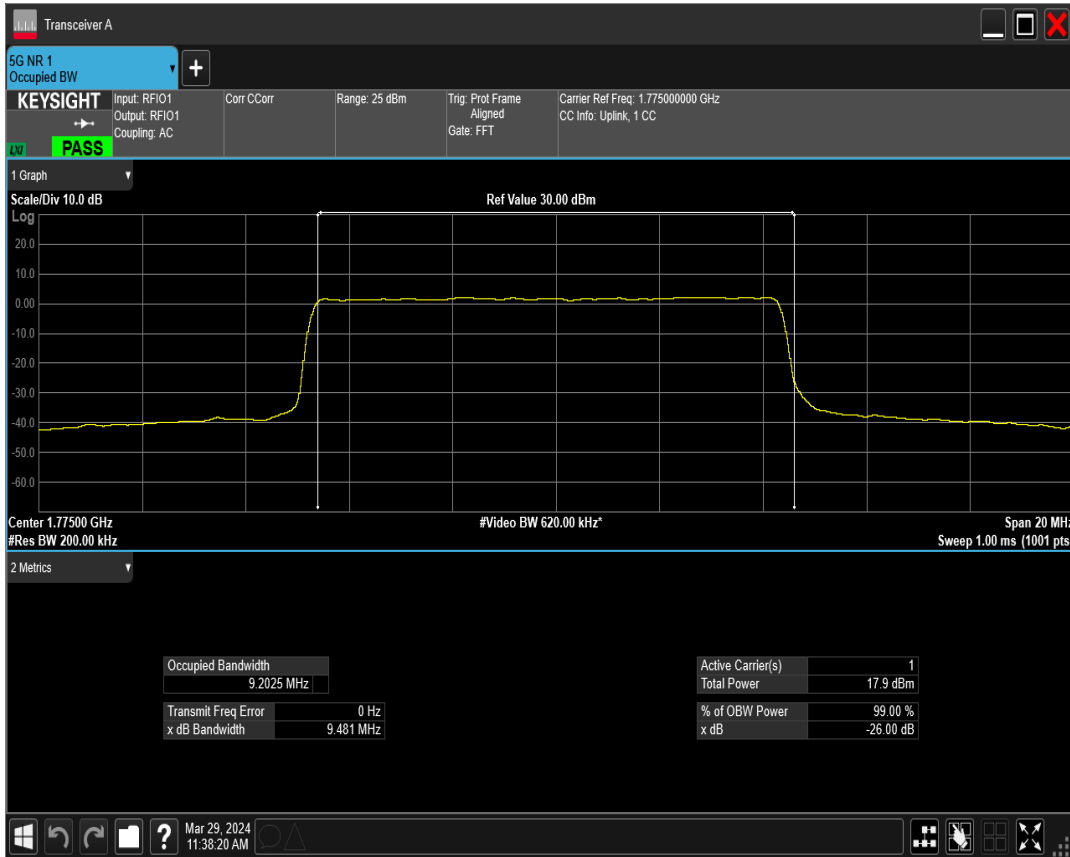 Transceiver A
5G NR 1
Occupied BW
KEYSIGHT
LXI
PASS
Input: RFIO1
Output: RFIO1
Coupling: AC
Corr CCorr
Range: 25 dBm
Trig: Prot Frame
Aligned
Gate: FFT
Carrier Ref Freq: 1.775000000 GHz
CC Info: Uplink, 1 CC
1 Graph
Scale/Div 10.0 dB
Ref Value 30.00 dBm
Log
20.0
10.0
0.00
-10.0
-20.0
-30.0
-40.0
-50.0
-60.0
Center 1.77500 GHz
#Video BW 620.00 kHz*
Span 20 MHz
#Res BW 200.00 kHz
Sweep 1.00 ms (1001 pts
2 Metrics
Occupied Bandwidth
9.2025 MHz
Transmit Freq Error 0 Hz
x dB Bandwidth 9.481 MHz
Active Carrier(s) 1
Total Power 17.9 dBm
% of OBW Power 99.00 %
x dB -26.00 dB
?
Mar 29, 2024
11:38:20 AM